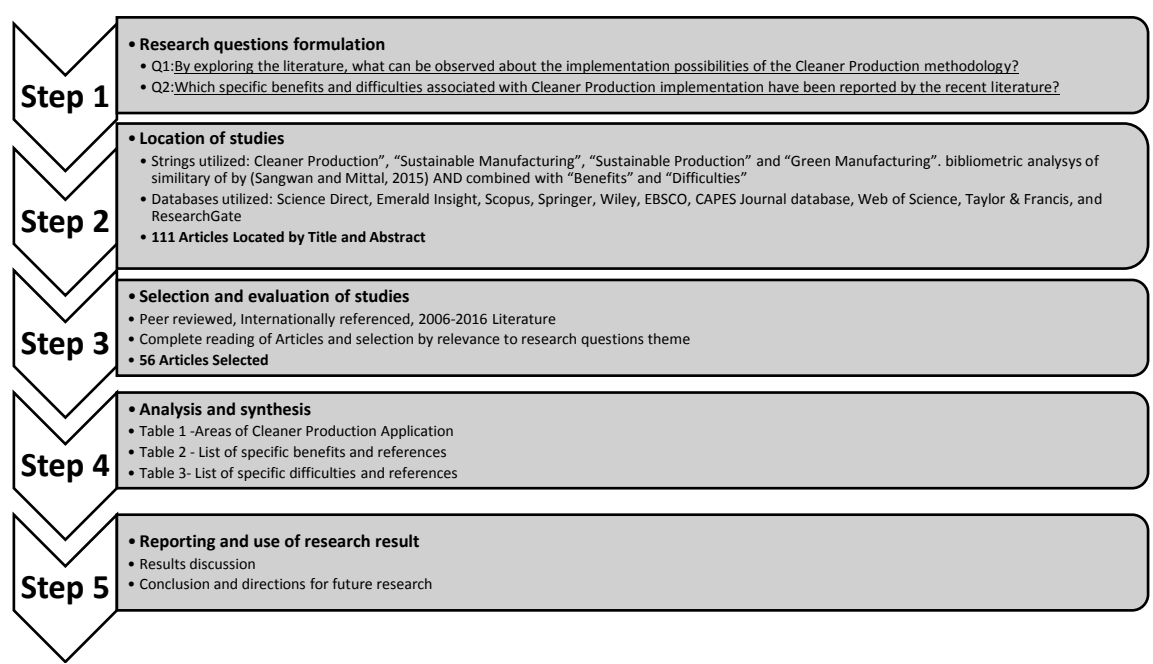 Step 1
• Research questions formulation
• Q1:By exploring the literature, what can be observed about the implementation possibilities of the Cleaner Production methodology?
• Q2:Which specific benefits and difficulties associated with Cleaner Production implementation have been reported by the recent literature?
Step 2
• Location of studies
• Strings utilized: Cleaner Production”, “Sustainable Manufacturing”, “Sustainable Production” and “Green Manufacturing”. bibliometric analysys of
similitary of by (Sangwan and Mittal, 2015) AND combined with “Benefits” and “Difficulties”
• Databases utilized: Science Direct, Emerald Insight, Scopus, Springer, Wiley, EBSCO, CAPES Journal database, Web of Science, Taylor & Francis, and
ResearchGate
• 111 Articles Located by Title and Abstract
Step 3
• Selection and evaluation of studies
• Peer reviewed, Internationally referenced, 2006-2016 Literature
• Complete reading of Articles and selection by relevance to research questions theme
• 56 Articles Selected
Step 4
• Analysis and synthesis
• Table 1 -Areas of Cleaner Production Application
• Table 2 - List of specific benefits and references
• Table 3- List of specific difficulties and references
Step 5
• Reporting and use of research result
• Results discussion
• Conclusion and directions for future research